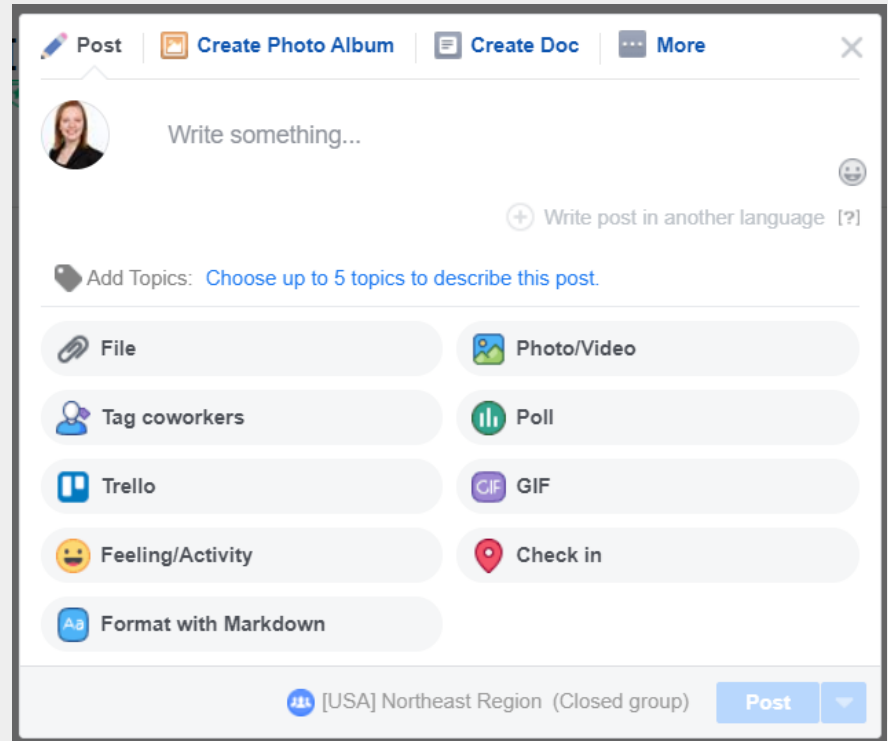 Post Create Photo Album Create Doc More
Write something...
Write post in another language [?]
Add Topics: Choose up to 5 topics to describe this post.
File Photo/Video
Tag coworkers Poll
Trello GIF GIF
Feeling/Activity Check in
Aa Format with Markdown
[USA] Northeast Region (Closed group) Post